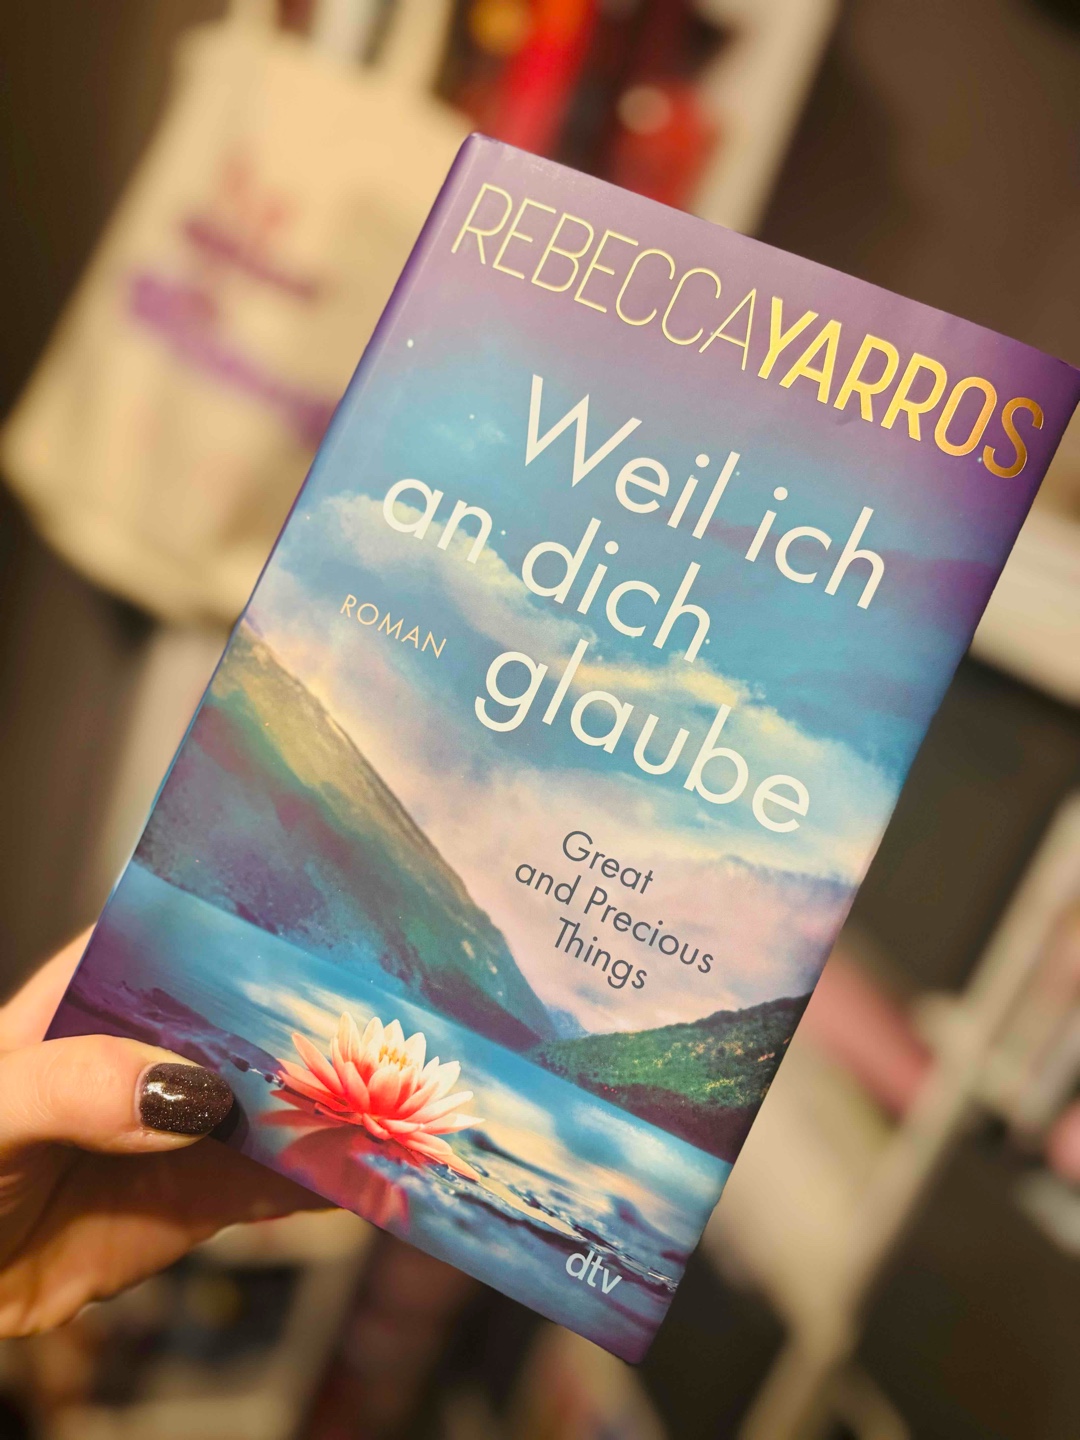 REBECCA YARROS
Weil ich
an dich
glaube
ROMAN
Great
and Precious
Things
dtv